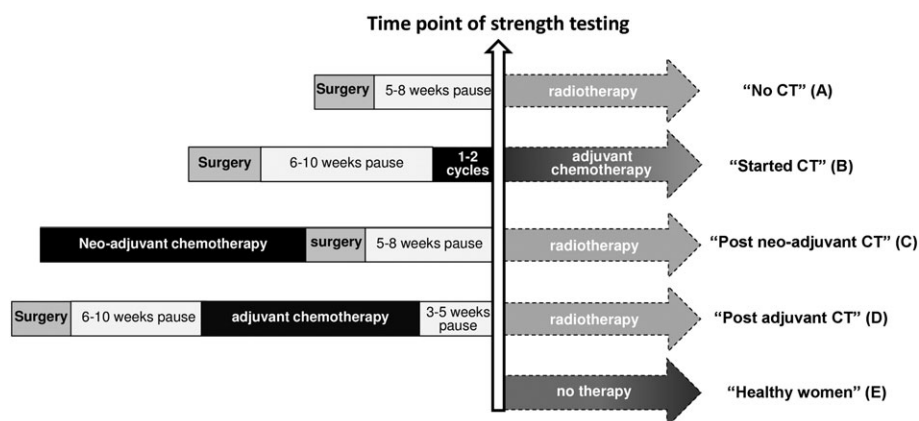 Time point of strength testing
Surgery 5-8 weeks pause radiotherapy “No CT” (A)
Surgery 6-10 weeks pause 1-2 cycles adjuvant chemotherapy “Started CT” (B)
Neo-adjuvant chemotherapy surgery 5-8 weeks pause radiotherapy “Post neo-adjuvant CT” (C)
Surgery 6-10 weeks pause adjuvant chemotherapy 3-5 weeks pause radiotherapy “Post adjuvant CT” (D)
no therapy “Healthy women” (E)